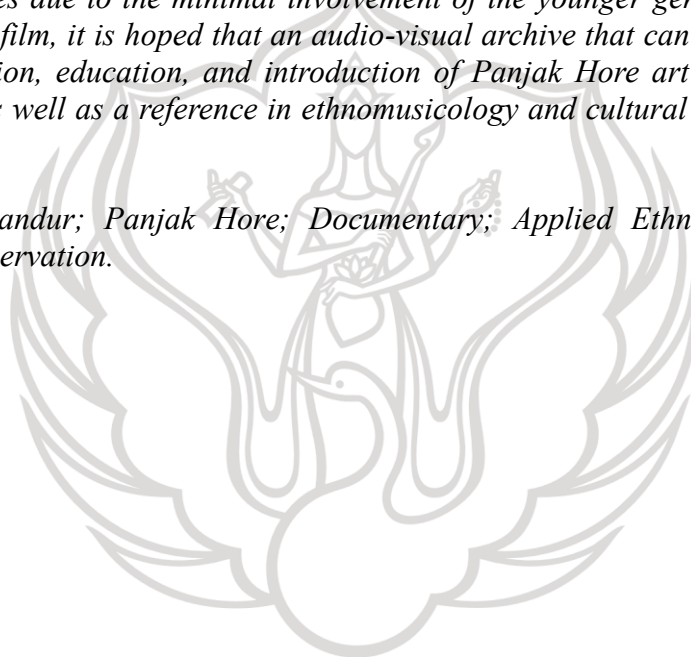 es due to the minimal involvement of the younger ger
film, it is hoped that an audio-visual archive that can
ion, education, and introduction of Panjak Hore art
s well as a reference in ethnomusicology and cultural
andur; Panjak Hore; Documentary; Applied Ethn
ervation.